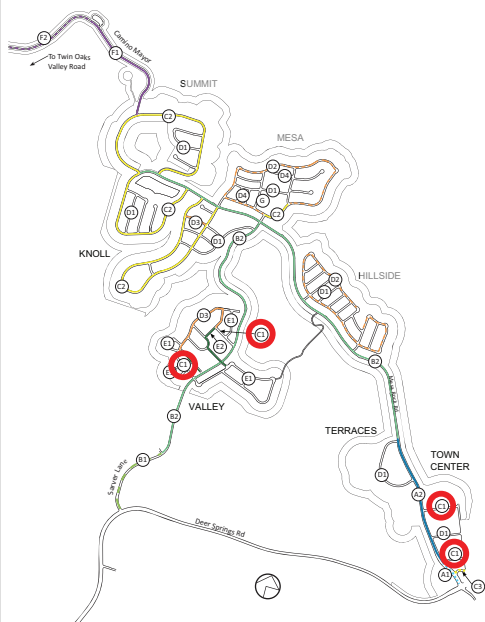 F2
Camino Mayor
F1
To Twin Oaks
Valley Road
SUMMIT
C2
D1
MESA
D2
D4
D1
D4
G
C2
D1
C2
D3
D1
B2
KNOLL
C2
HILLSIDE
D2
D1
D3
E1
C1
E1
E2
C1
E1
B2
VALLEY
B2
TERRACES
TOWN
CENTER
B1
D1
Sarver Lane
A2
C1
Deer Springs Rd
D1
C1
A1
C3